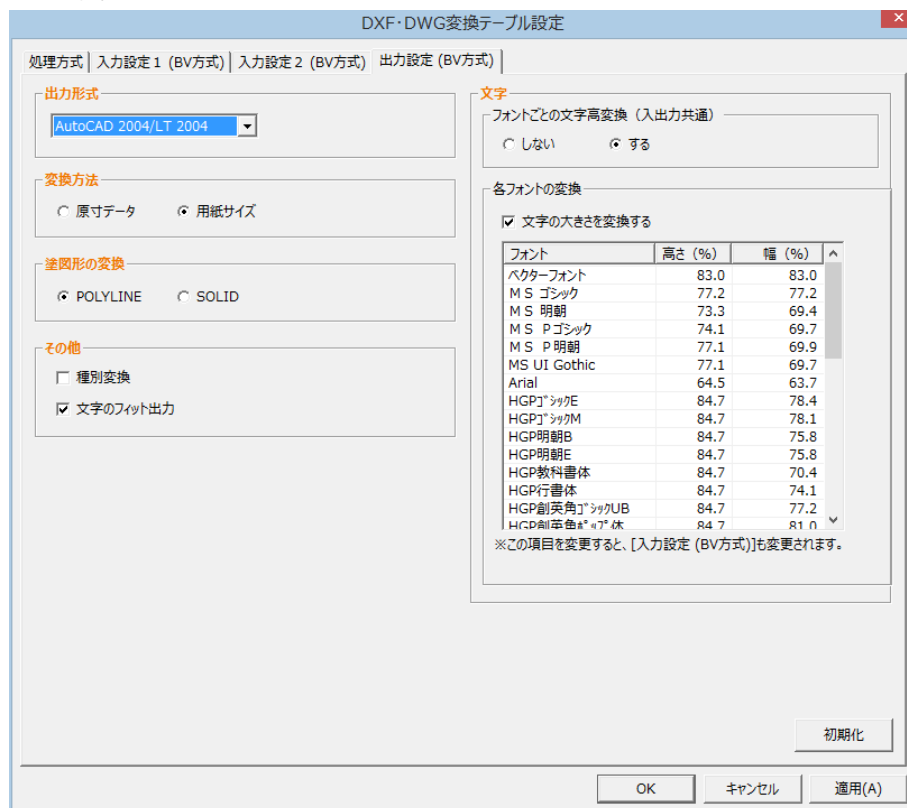 DXF・DWG変換テーブル設定
処理方式 入力設定1 (BV方式) 入力設定2 (BV方式) 出力設定 (BV方式)
出力形式
AutoCAD 2004/LT 2004
変換方法
原寸データ 用紙サイズ
塗図形の変換
POLYLINE SOLID
その他
種別変換
文字のフィット出力
文字
フォントごとの文字高変換（入出力共通）
しない する
各フォントの変換
文字の大きさを変換する
フォント 高さ (%) 幅 (%)
ベクターフォント 83.0 83.0
ＭＳ ゴシック 77.2 77.2
ＭＳ 明朝 73.3 69.4
ＭＳ Ｐゴシック 74.1 69.7
ＭＳ Ｐ明朝 77.1 69.9
MS UI Gothic 77.1 69.7
Arial 64.5 63.7
HGPｺﾞｼｯｸE 84.7 78.4
HGPｺﾞｼｯｸM 84.7 78.1
HGP明朝B 84.7 75.8
HGP明朝E 84.7 75.8
HGP教科書体 84.7 70.4
HGP行書体 84.7 74.1
HGP創英角ｺﾞｼｯｸUB 84.7 77.2
HGP創英角ﾎﾟｯﾌﾟ体 84.7 81.0
※この項目を変更すると、[入力設定 (BV方式)]も変更されます。
初期化
OK キャンセル 適用(A)